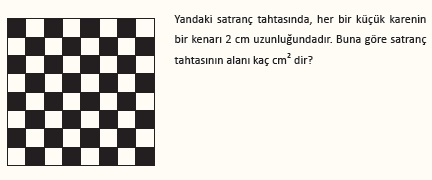 Yandaki satranç tahtasında, her bir küçük karenin
bir kenarı 2 cm uzunluğundadır. Buna göre satranç
tahtasının alanı kaç cm² dir?